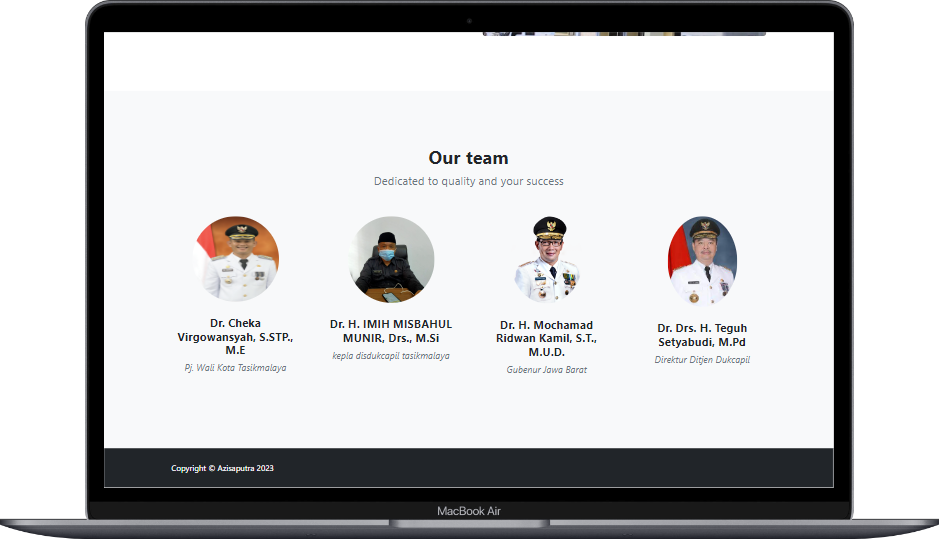 Our team
Dedicated to quality and your success
Dr. Cheka
Virgowansyah, S.STP.,
M.E
Pj. Wali Kota Tasikmalaya
Dr. H. IMIH MISBAHUL
MUNIR, Drs., M.Si
kepla disdukcapil tasikmalaya
Dr. H. Mochamad
Ridwan Kamil, S.T.,
M.U.D.
Gubenur Jawa Barat
Dr. Drs. H. Teguh
Setyabudi, M.Pd
Direktur Ditjen Dukcapil
Copyright © Azisaputra 2023
MacBook Air